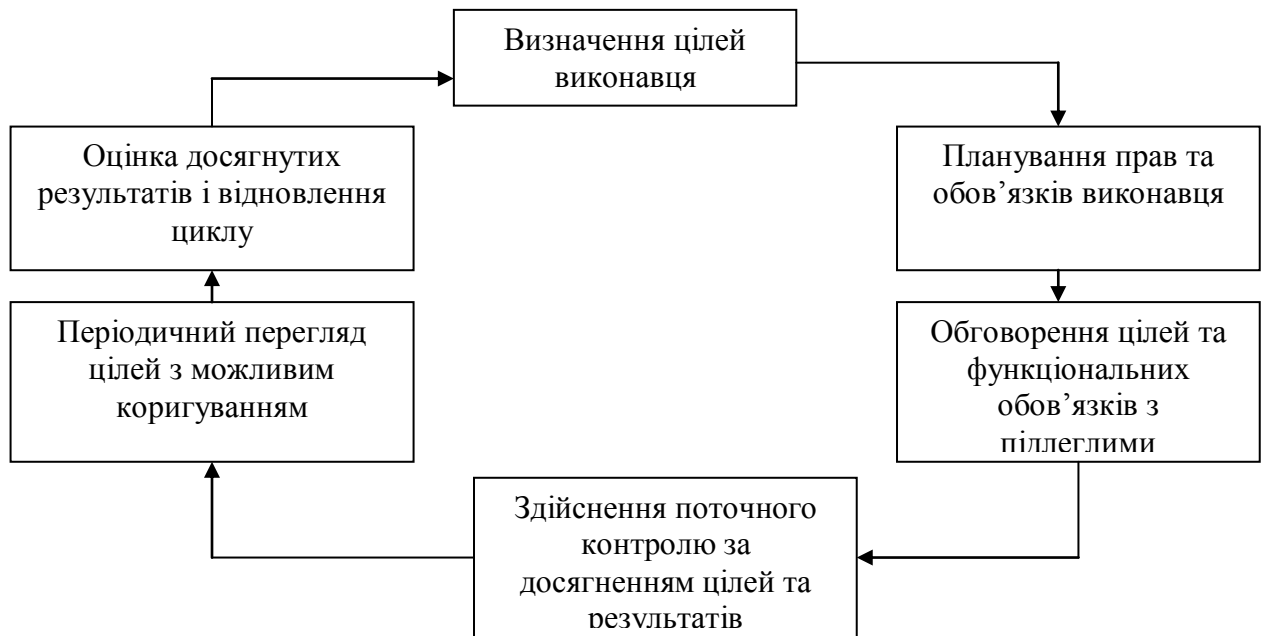 Визначення цілей
виконавця
Планування прав та
обов’язків виконавця
Обговорення цілей та
функціональних
обов’язків з
підлеглими
Здійснення поточного
контролю за
досягненням цілей та
результатів
Періодичний перегляд
цілей з можливим
коригуванням
Оцінка досягнутих
результатів і відновлення
циклу